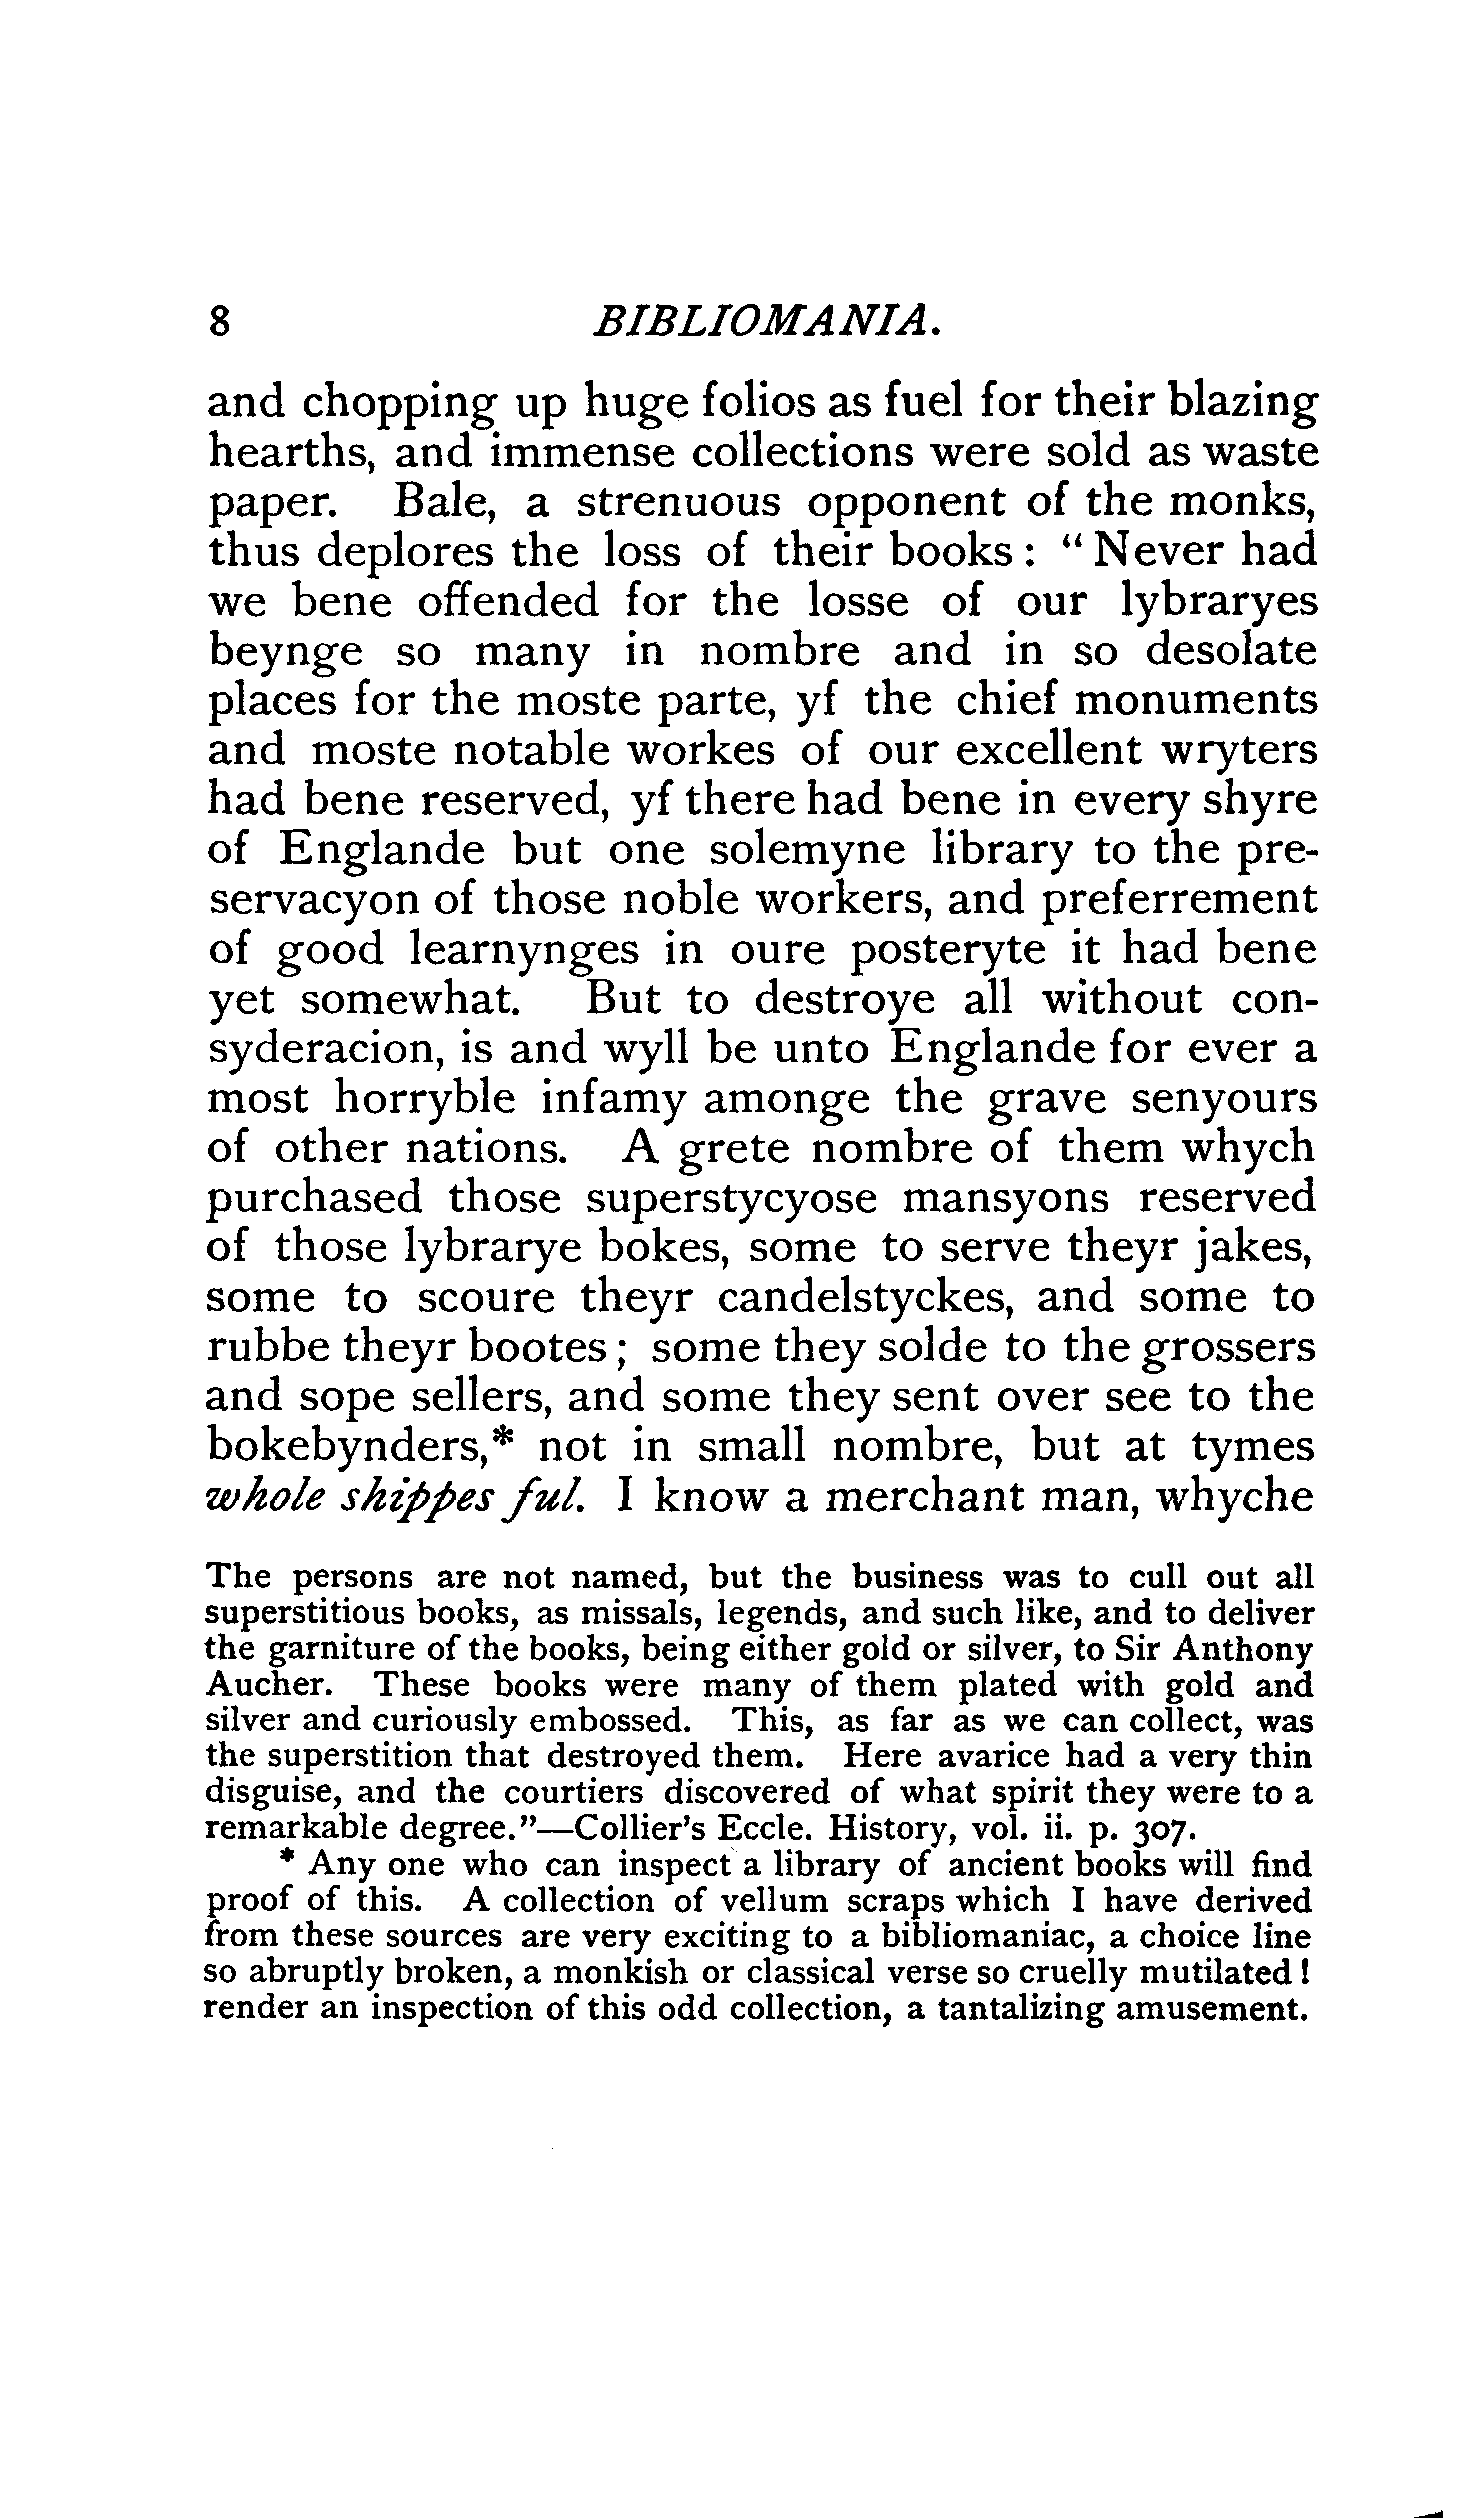 8 BIBLIOMANIA.
and chopping up huge folios as fuel for their blazing
hearths, and immense collections were sold as waste
paper. Bale, a strenuous opponent of the monks,
thus deplores the loss of their books : “ Never had
we bene offended for the losse of our lybraryes
beynge so many in nombre and in so desolate
places for the moste parte, yf the chief monuments
and moste notable workes of our excellent wryters
had bene reserved, yf there had bene in every shyre
of Englande but one solemyne library to the pre-
servacyon of those noble workers, and preferrement
of good learnynges in oure posteryte it had bene
yet somewhat. But to destroye all without con-
syderacion, is and wyll be unto Englande for ever a
most horryble infamy amonge the grave senyours
of other nations. A grete nombre of them whych
purchased those superstycyose mansyons reserved
of those lybrarye bokes, some to serve theyr jakes,
some to scoure theyr candelstyckes, and some to
rubbe theyr bootes ; some they solde to the grossers
and sope sellers, and some they sent over see to the
bokebynders,* not in small nombre, but at tymes
whole shippes ful. I know a merchant man, whyche
The persons are not named, but the business was to cull out all
superstitious books, as missals, legends, and such like, and to deliver
the garniture of the books, being either gold or silver, to Sir Anthony
Aucher. These books were many of them plated with gold and
silver and curiously embossed. This, as far as we can collect, was
the superstition that destroyed them. Here avarice had a very thin
disguise, and the courtiers discovered of what spirit they were to a
remarkable degree.”—Collier’s Eccle. History, vol. ii. p. 307.
* Any one who can inspect a library of ancient books will find
proof of this. A collection of vellum scraps which I have derived
from these sources are very exciting to a bibliomaniac, a choice line
so abruptly broken, a monkish or classical verse so cruelly mutilated !
render an inspection of this odd collection, a tantalizing amusement.